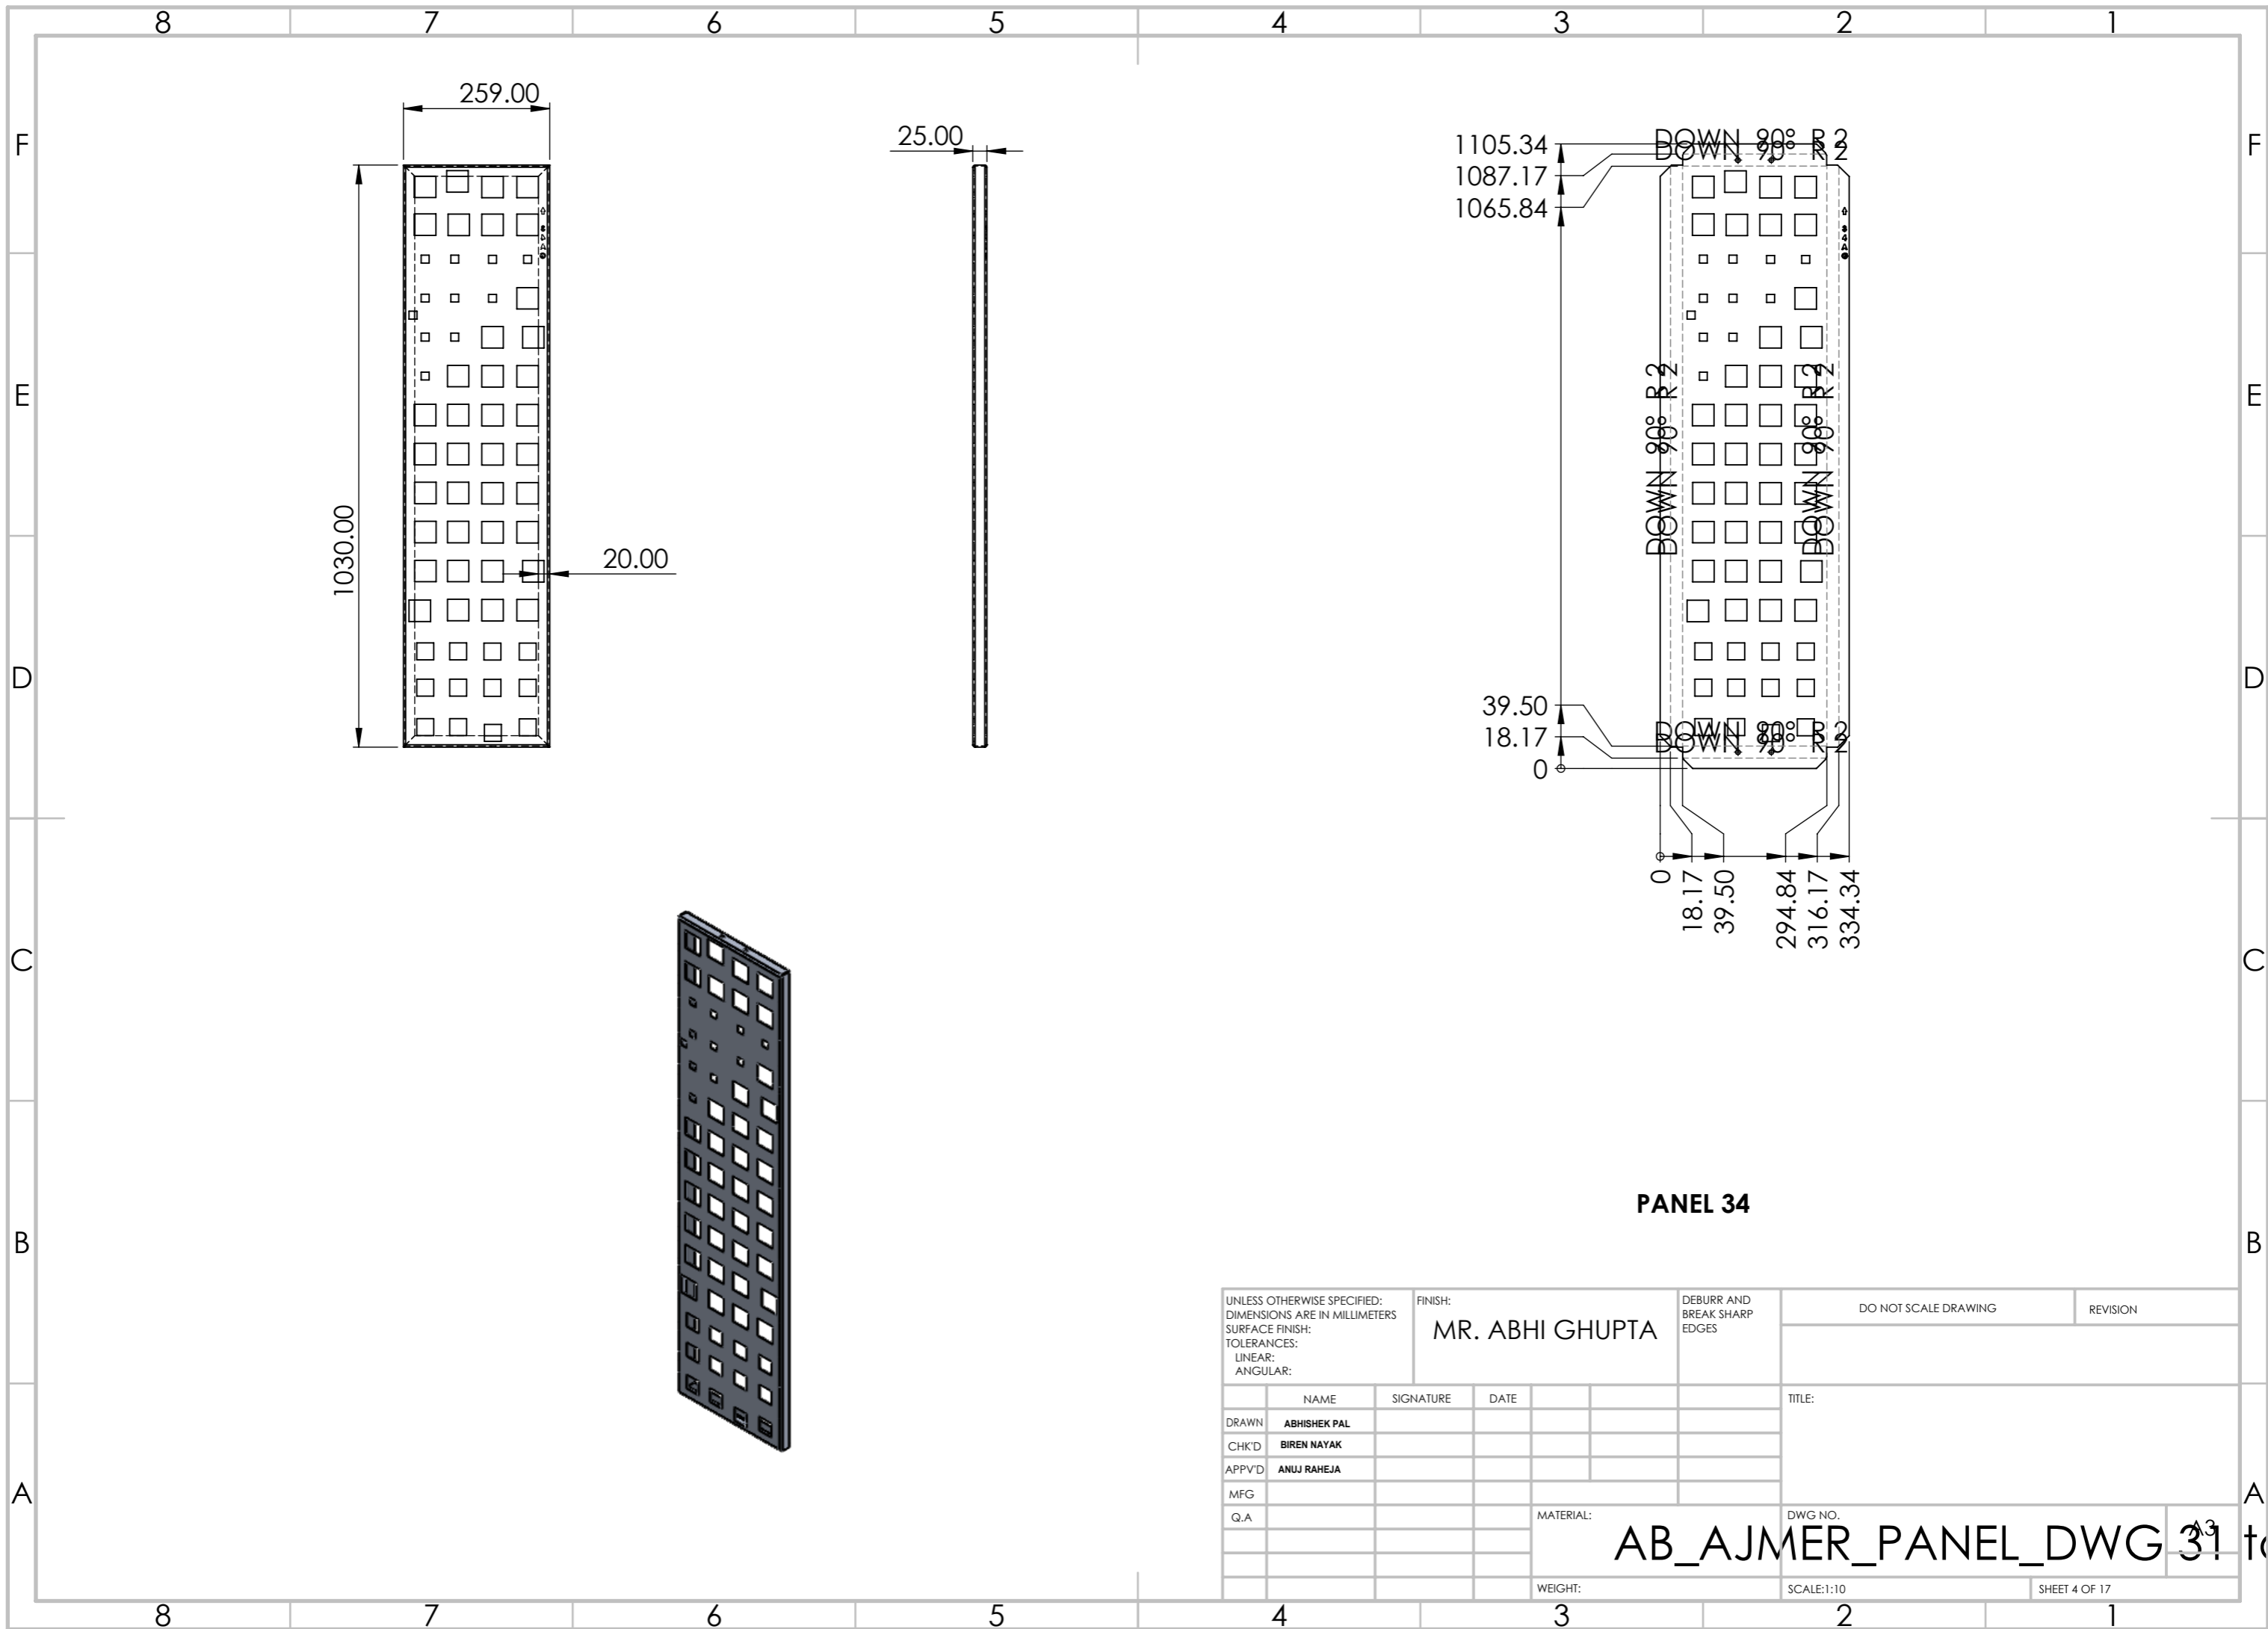 8 7 6 5 4 3 2 1
F F
E E
D D
C C
B B
A A
259.00
1030.00
20.00
25.00
1105.34
1087.17
1065.84
39.50
18.17
0
DOWN 90° R 2
DOWN 90° R 2
DOWN 90° R 2
DOWN 90° R 2
DOWN 90° R 2
DOWN 90° R 2
DOWN 90° R 2
DOWN 90° R 2
0
18.17
39.50
294.84
316.17
334.34
PANEL 34
UNLESS OTHERWISE SPECIFIED:
DIMENSIONS ARE IN MILLIMETERS
SURFACE FINISH:
TOLERANCES:
LINEAR:
ANGULAR:
FINISH:
MR. ABHI GHUPTA
DEBURR AND
BREAK SHARP
EDGES
DO NOT SCALE DRAWING
REVISION
NAME SIGNATURE DATE
DRAWN ABHISHEK PAL
CHK'D BIREN NAYAK
APPV'D ANUJ RAHEJA
MFG
Q.A
TITLE:
MATERIAL:
DWG NO.
AB_AJMER_PANEL_DWG 31
A3
WEIGHT:
SCALE:1:10
SHEET 4 OF 17
8 7 6 5 4 3 2 1